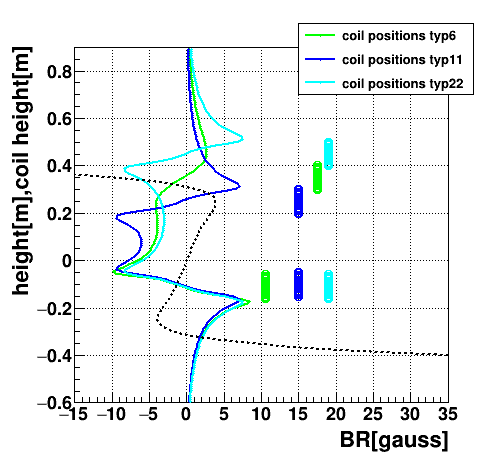 coil positions typ6
coil positions typ11
coil positions typ22
height[m],coil height[m]
0.8
0.6
0.4
0.2
0
−0.2
−0.4
−0.6
−15 −10 −5 0 5 10 15 20 25 30 35
BR[gauss]